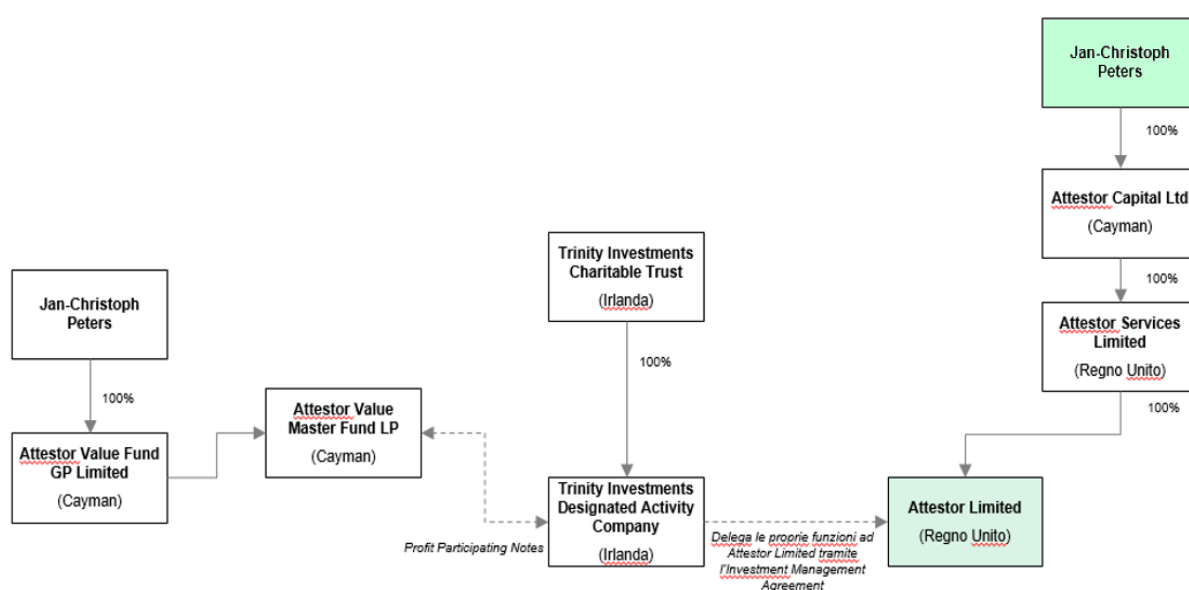 Jan-Christoph
Peters
100%
Attestor Capital Ltd
(Cayman)
100%
Attestor Services
Limited
(Regno Unito)
100%
Attestor Limited
(Regno Unito)
Trinity Investments
Charitable Trust
(Irlanda)
100%
Trinity Investments
Designated Activity
Company
(Irlanda)
Delega le proprie funzioni ad
Attestor Limited tramite
l'Investment Management
Agreement
Jan-Christoph
Peters
100%
Attestor Value Fund
GP Limited
(Cayman)
Attestor Value
Master Fund LP
(Cayman)
Profit Participating Notes